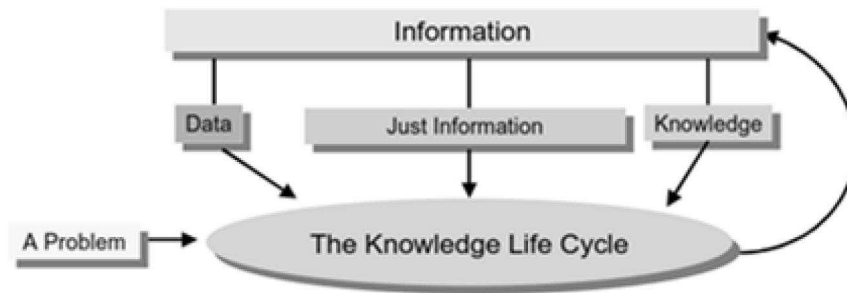 Information
Data
Just Information
Knowledge
A Problem
The Knowledge Life Cycle